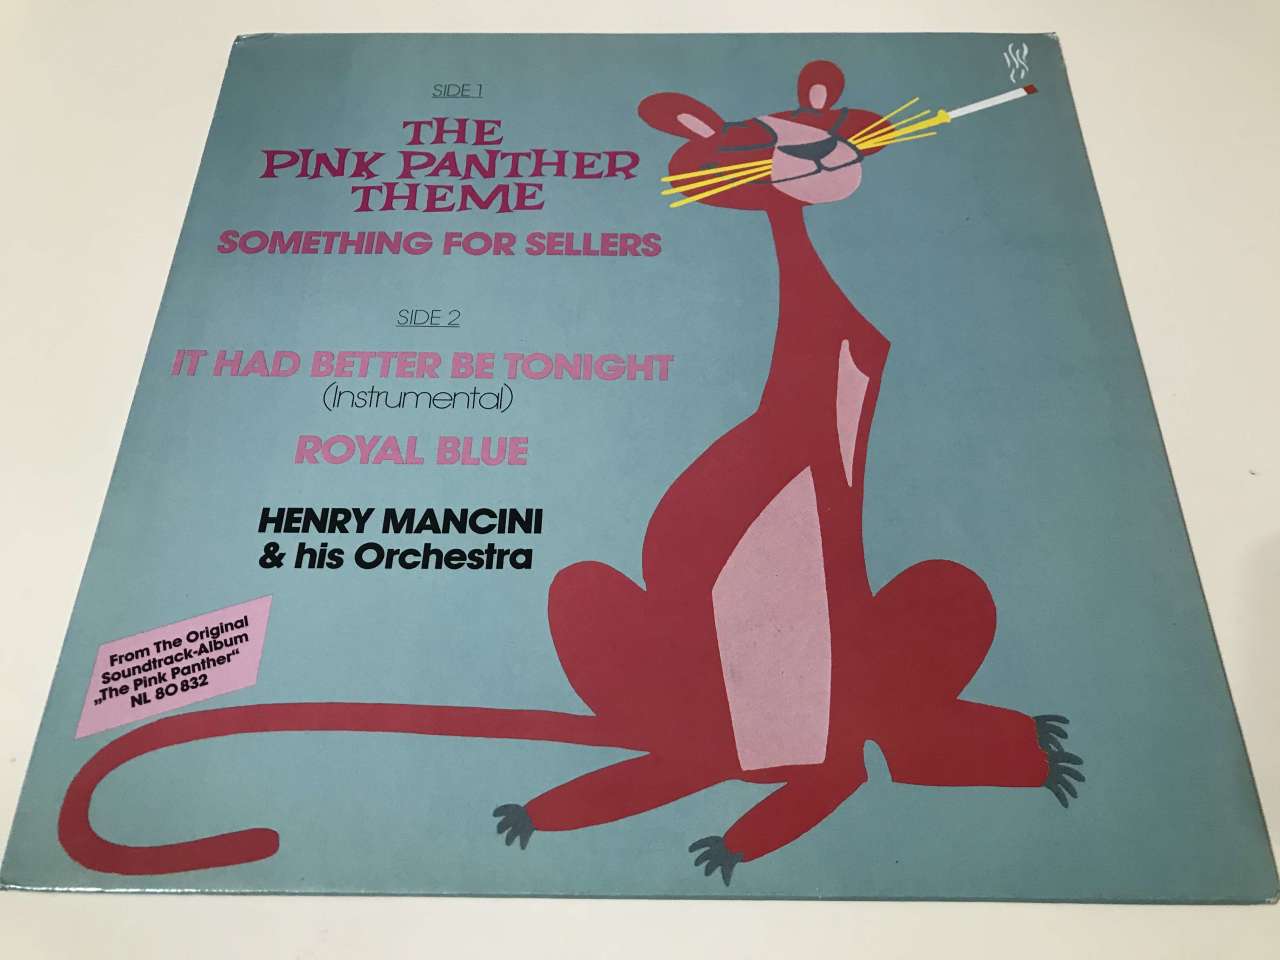 SIDE 1
THE
PINK PANTHER
THEME
SOMETHING FOR SELLERS
SIDE 2
IT HAD BETTER BE TONIGHT
(Instrumental)
ROYAL BLUE
HENRY MANCINI
& his Orchestra
From The Original
Soundtrack-Album
„The Pink Panther“
NL 80 832